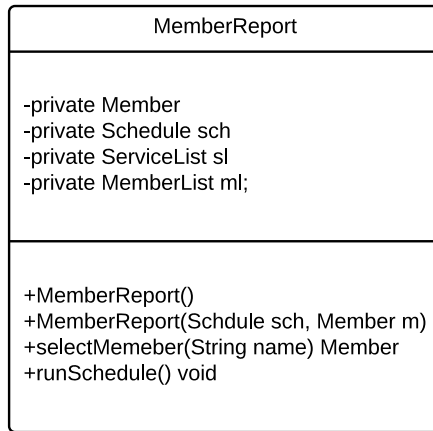 MemberReport
-private Member
-private Schedule sch
-private ServiceList sl
-private MemberList ml;
+MemberReport()
+MemberReport(Schdule sch, Member m)
+selectMemeber(String name) Member
+runSchedule() void